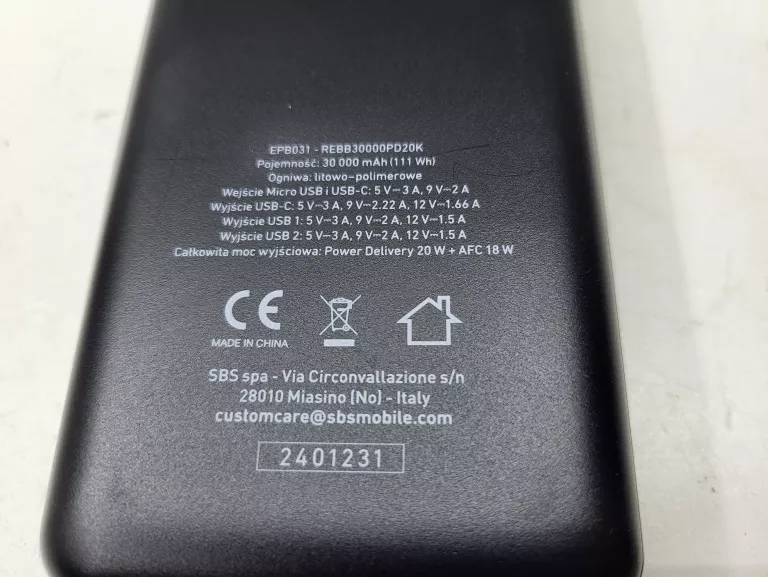 EPB031 - REBB30000PD20K
Pojemność: 30 000 mAh (111 Wh)
Ogniwa: litowo-polimerowe
Wejście Micro USB i USB-C: 5 V⎓3 A, 9 V⎓2 A
Wyjście USB-C: 5 V⎓3 A, 9 V⎓2.22 A, 12 V⎓1.66 A
Wyjście USB 1: 5 V⎓3 A, 9 V⎓2 A, 12 V⎓1.5 A
Wyjście USB 2: 5 V⎓3 A, 9 V⎓2 A, 12 V⎓1.5 A
Całkowita moc wyjściowa: Power Delivery 20 W + AFC 18 W
CE
MADE IN CHINA
SBS spa - Via Circonvallazione s/n
28010 Miasino (No) - Italy
customcare@sbsmobile.com
2401231